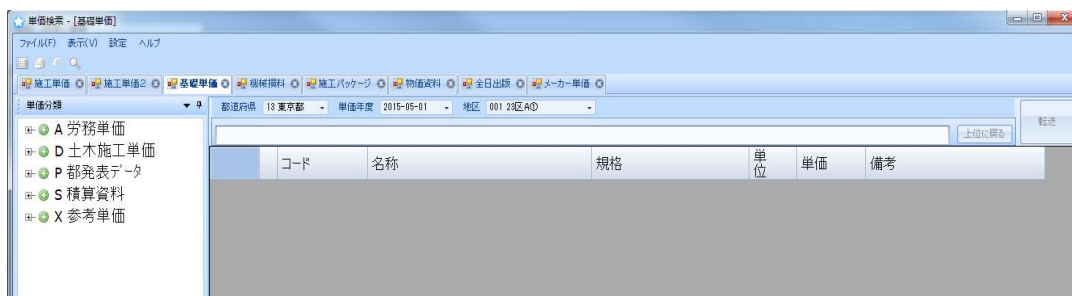 単価検索 - [基礎単価]
ファイル(F) 表示(V) 設定 ヘルプ
施工単価 施工単価2 基礎単価 機械損料 施工パッケージ 物価資料 全日出版 メーカー単価
単価分類
都道府県 13 東京都 単価年度 2015-05-01 地区 001 23区A①
上位に戻る
転送
A 労務単価
D 土木施工単価
P 都発表データ
S 積算資料
X 参考単価
コード 名称 規格 単位 単価 備考